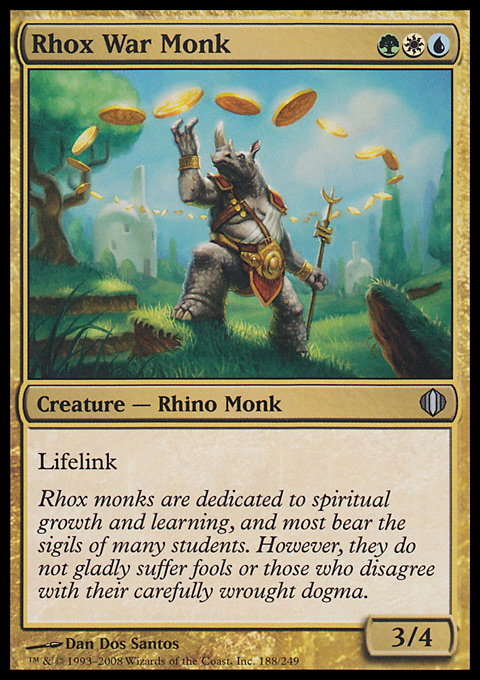 Rhox War Monk
Creature — Rhino Monk
Lifelink
Rhox monks are dedicated to spiritual
growth and learning, and most bear the
sigils of many students. However, they do
not gladly suffer fools or those who disagree
with their carefully wrought dogma.
Dan Dos Santos
3/4
™ & © 1993–2008 Wizards of the Coast, Inc. 188/249